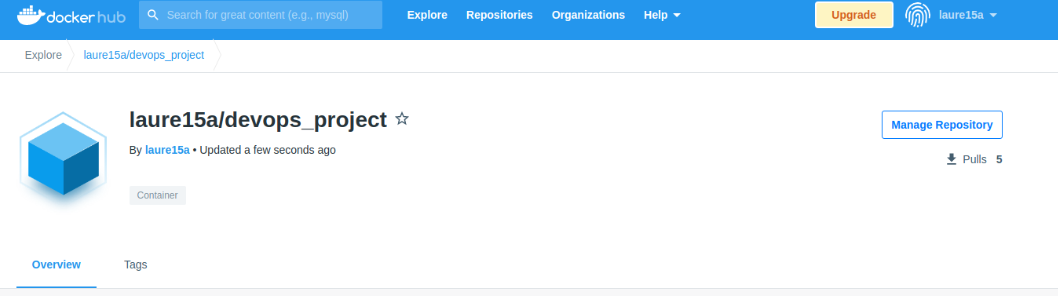 docker hub Search for great content (e.g., mysql) Explore Repositories Organizations Help Upgrade laure15a
Explore laure15a/devops_project
laure15a/devops_project
Manage Repository
By laure15a • Updated a few seconds ago
Pulls 5
Container
Overview Tags